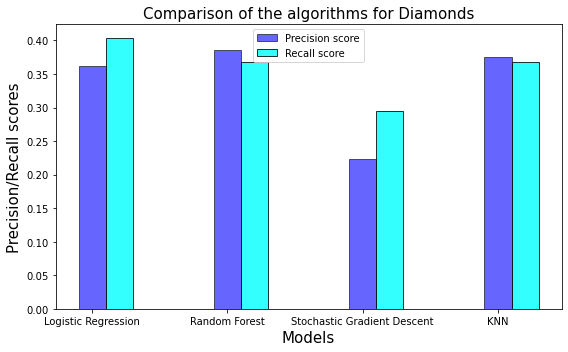 Comparison of the algorithms for Diamonds
Precision score
Recall score
Precision/Recall scores
0.40
0.35
0.30
0.25
0.20
0.15
0.10
0.05
0.00
Logistic Regression
Random Forest
Stochastic Gradient Descent
KNN
Models